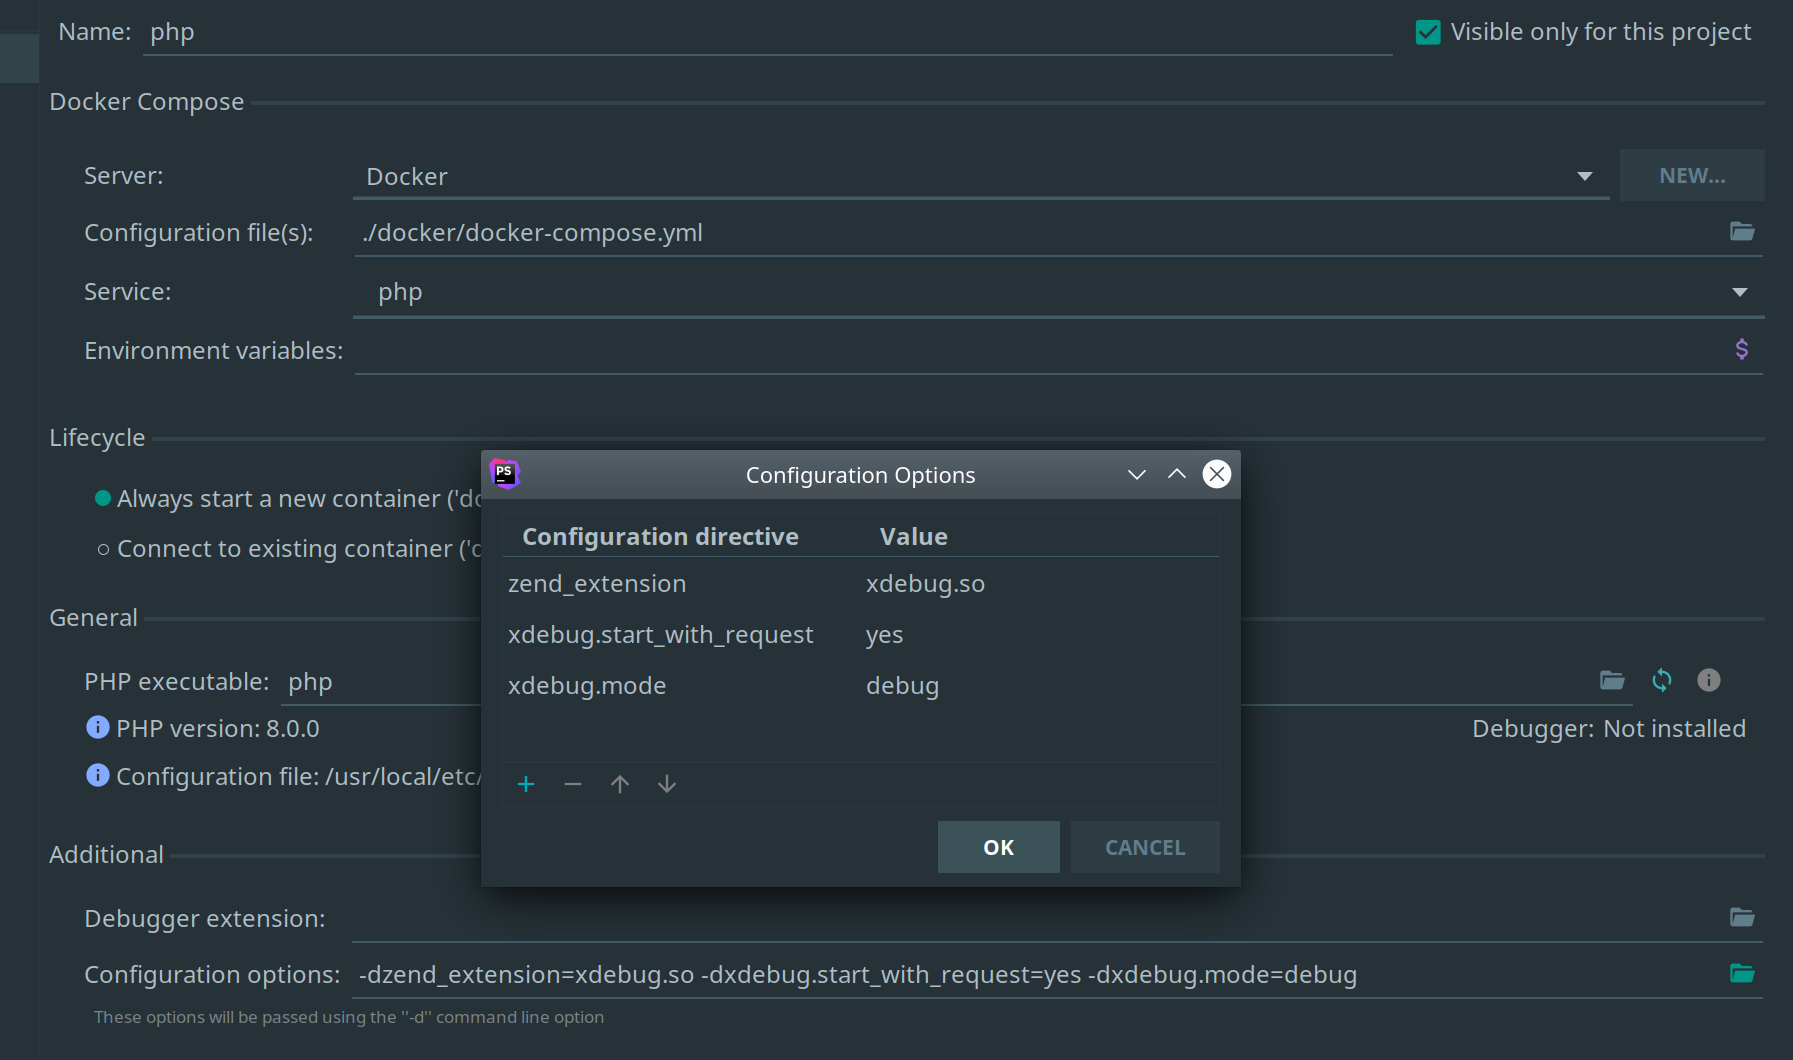 Name: php Visible only for this project
Docker Compose
Server: Docker NEW...
Configuration file(s): ./docker/docker-compose.yml
Service: php
Environment variables: $
Lifecycle
Always start a new container ('do
Connect to existing container ('d
General
PHP executable: php
PHP version: 8.0.0 Debugger: Not installed
Configuration file: /usr/local/etc/
Additional
Debugger extension:
Configuration options: -dzend_extension=xdebug.so -dxdebug.start_with_request=yes -dxdebug.mode=debug
These options will be passed using the ''-d'' command line option
PS Configuration Options
Configuration directive Value
zend_extension xdebug.so
xdebug.start_with_request yes
xdebug.mode debug
OK CANCEL